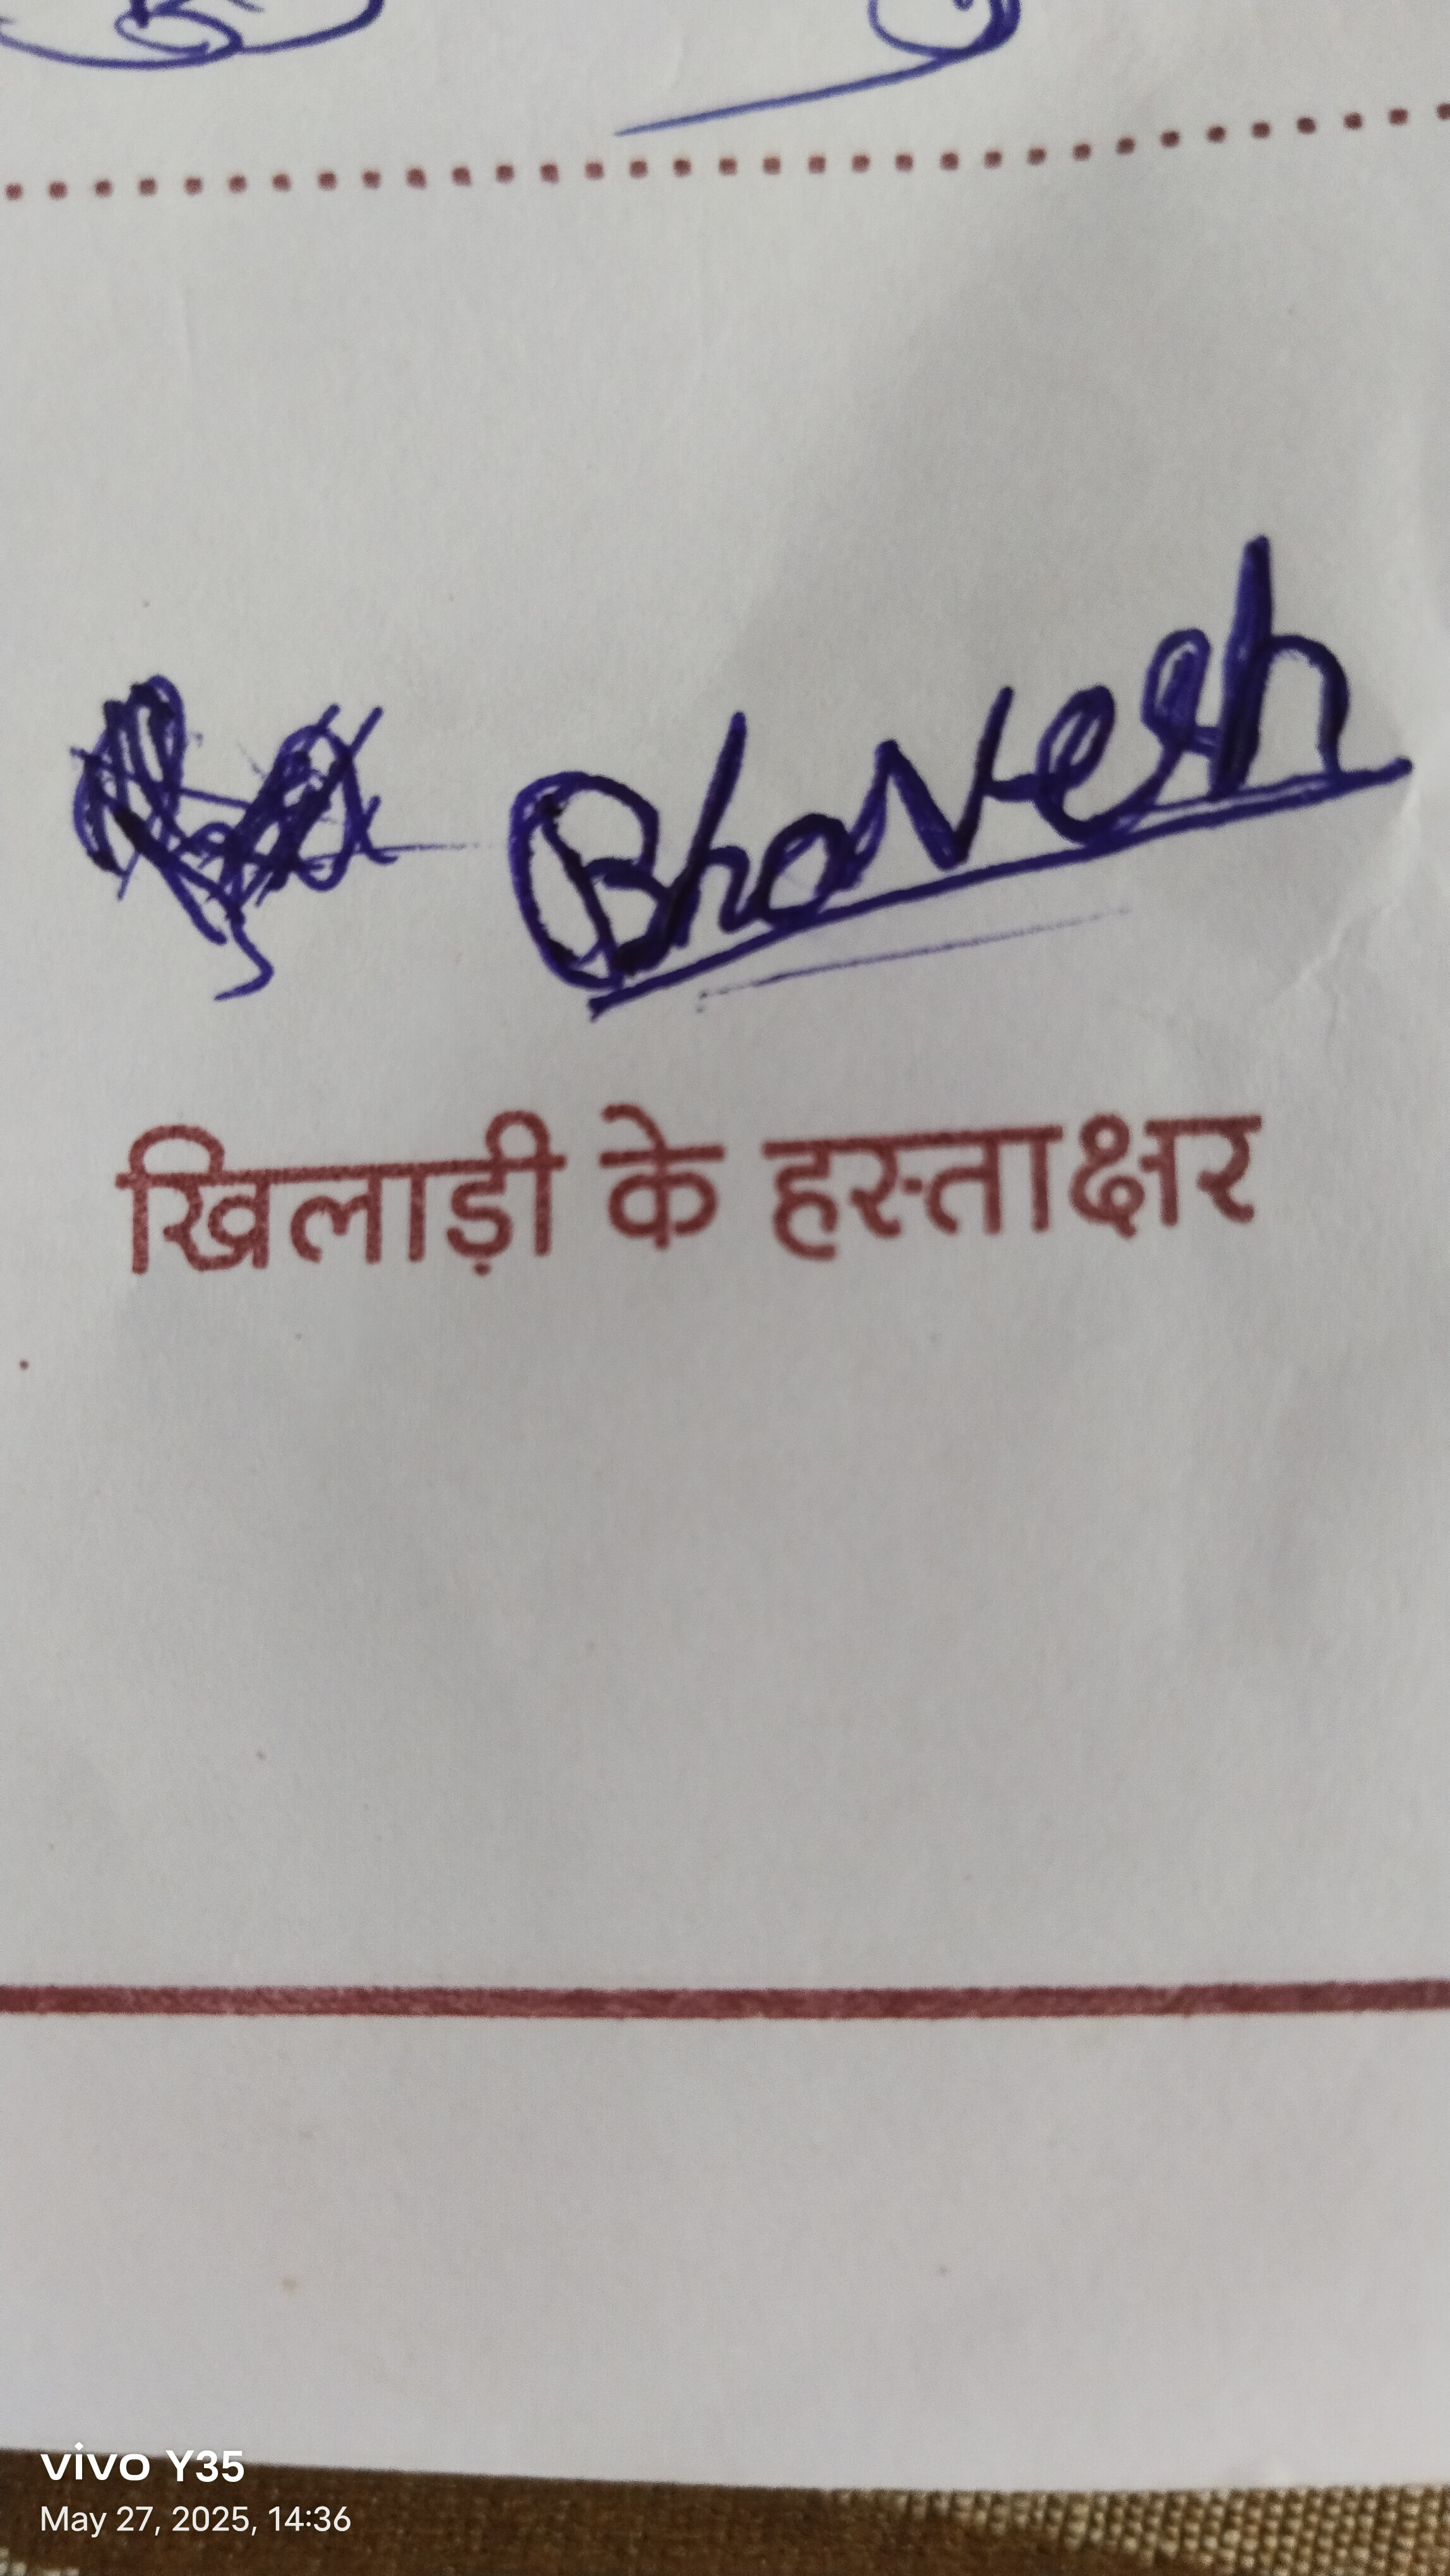 Bhavesh
खिलाड़ी के हस्ताक्षर
vivo Y35
May 27, 2025, 14:36